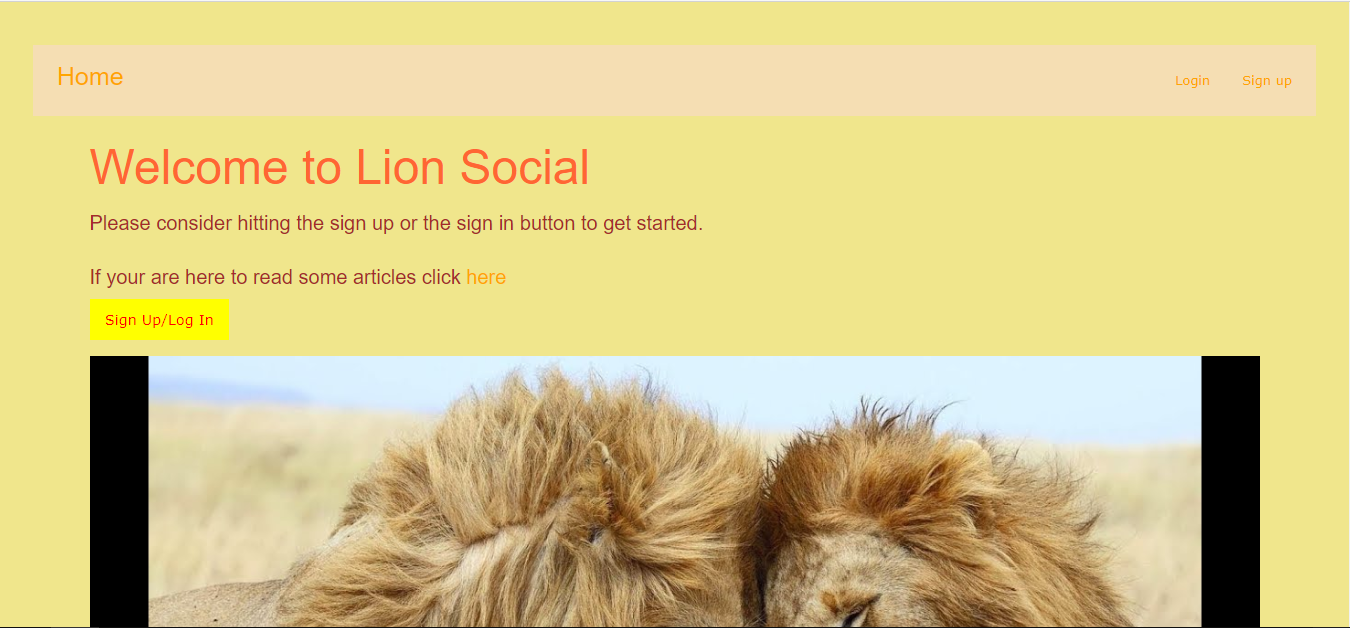 Home
Login Sign up
Welcome to Lion Social
Please consider hitting the sign up or the sign in button to get started.
If your are here to read some articles click here
Sign Up/Log In